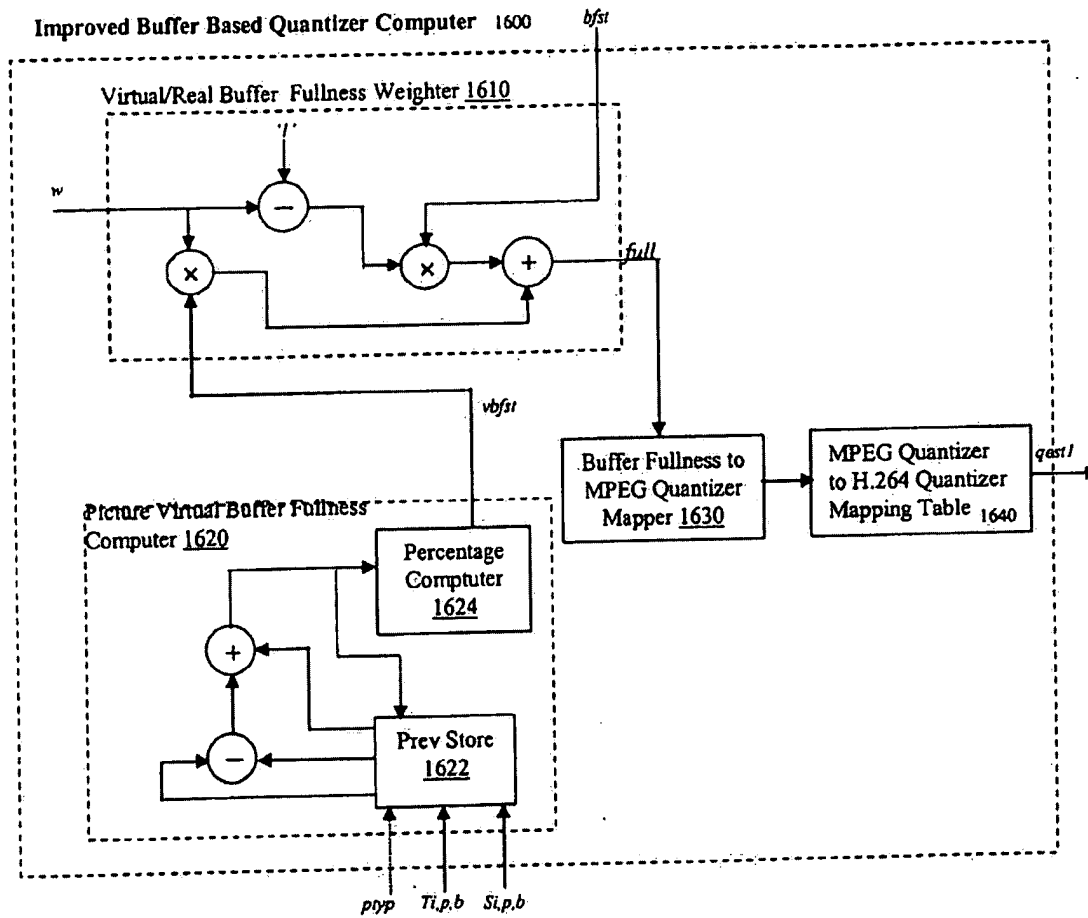 Improved Buffer Based Quantizer Computer 1600
bfst
Virtual/Real Buffer Fullness Weighter 1610
'1'
w
−
×
×
+
full
vbfst
Buffer Fullness to
MPEG Quantizer
Mapper 1630
MPEG Quantizer
to H.264 Quantizer
Mapping Table 1640
qest1
Picture Virtual Buffer Fullness
Computer 1620
Percentage
Comptuter
1624
+
−
Prev Store
1622
ptyp
Ti,p,b
Si,p,b